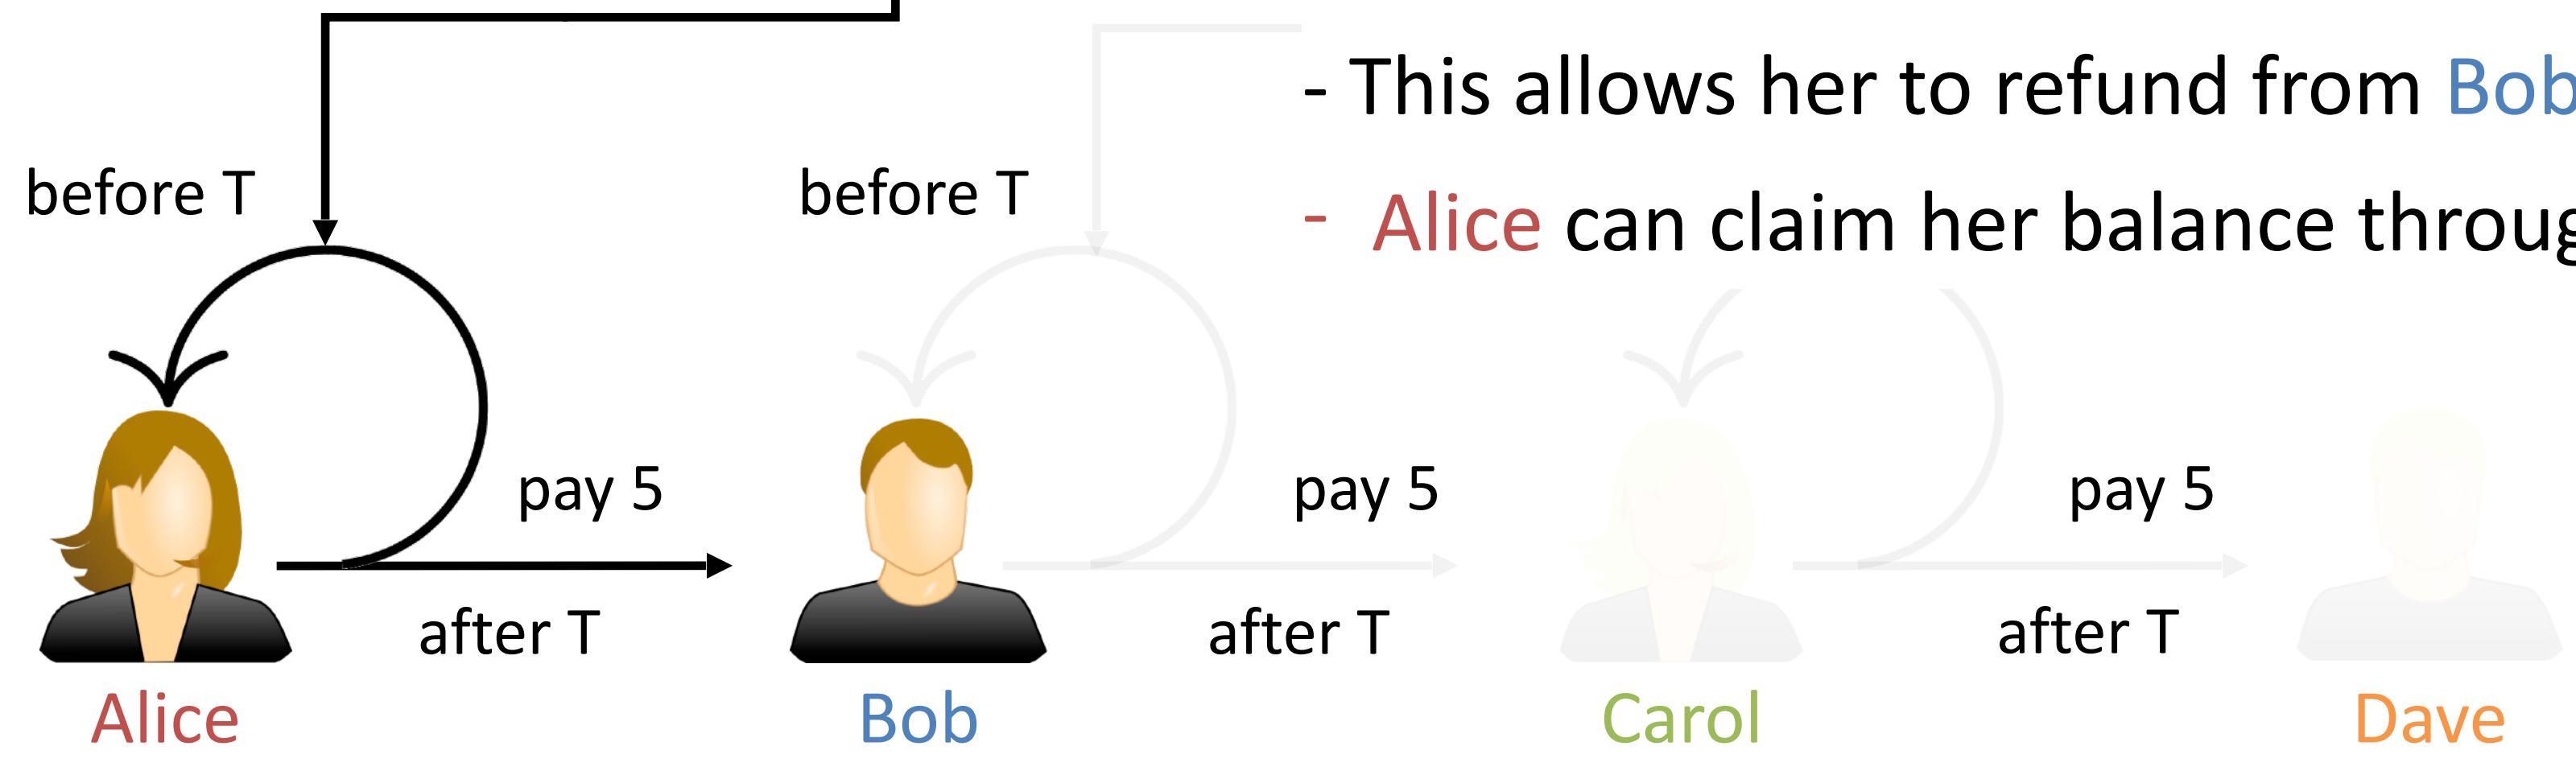 - This allows her to refund from Bob
before T
before T
- Alice can claim her balance
pay 5
pay 5
pay 5
after T
after T
after T
Alice
Bob
Carol
Dave